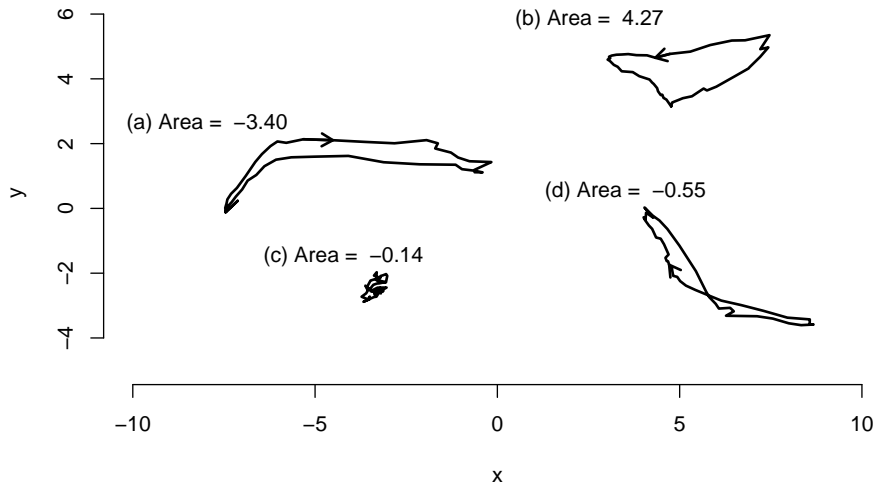 (b) Area = 4.27
6
4
(a) Area = −3.40
2
y
(d) Area = −0.55
0
(c) Area = −0.14
−2
−4
−10 −5 0 5 10
x